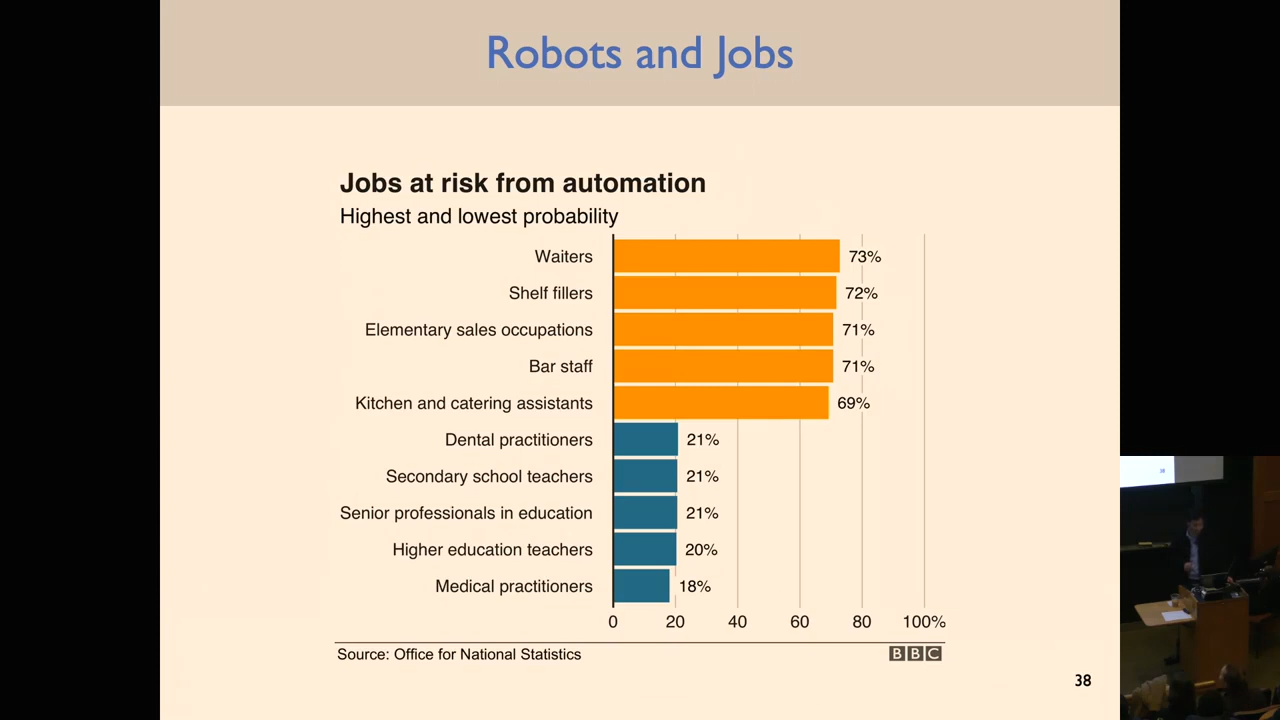 Robots and Jobs
Jobs at risk from automation
Highest and lowest probability
Waiters 73%
Shelf fillers 72%
Elementary sales occupations 71%
Bar staff 71%
Kitchen and catering assistants 69%
Dental practitioners 21%
Secondary school teachers 21%
Senior professionals in education 21%
Higher education teachers 20%
Medical practitioners 18%
0 20 40 60 80 100%
Source: Office for National Statistics BBC
38
38